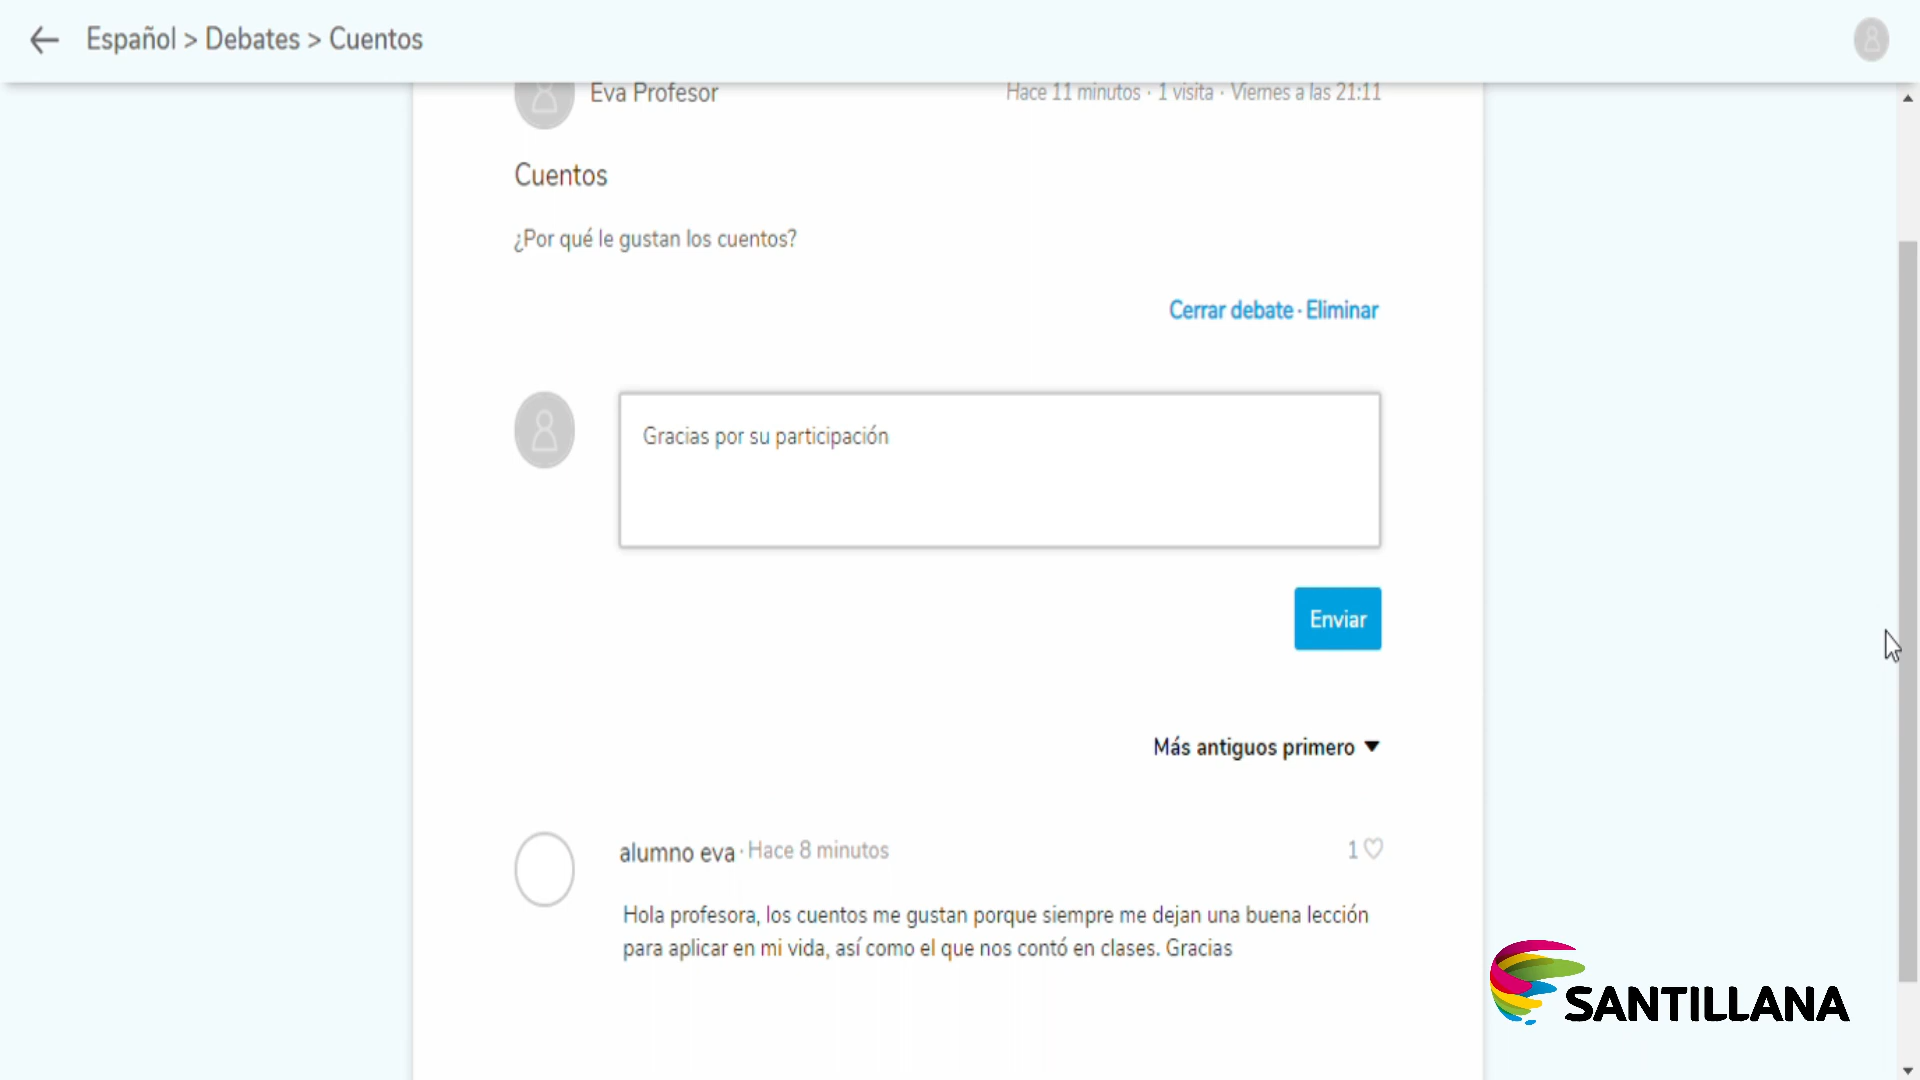 Español > Debates > Cuentos
Eva Profesor
Hace 11 minutos · 1 visita · Viernes a las 21:11
Cuentos
¿Por qué le gustan los cuentos?
Cerrar debate · Eliminar
Gracias por su participación
Enviar
Más antiguos primero
alumno eva · Hace 8 minutos
1
Hola profesora, los cuentos me gustan porque siempre me dejan una buena lección
para aplicar en mi vida, así como el que nos contó en clases. Gracias
SANTILLANA